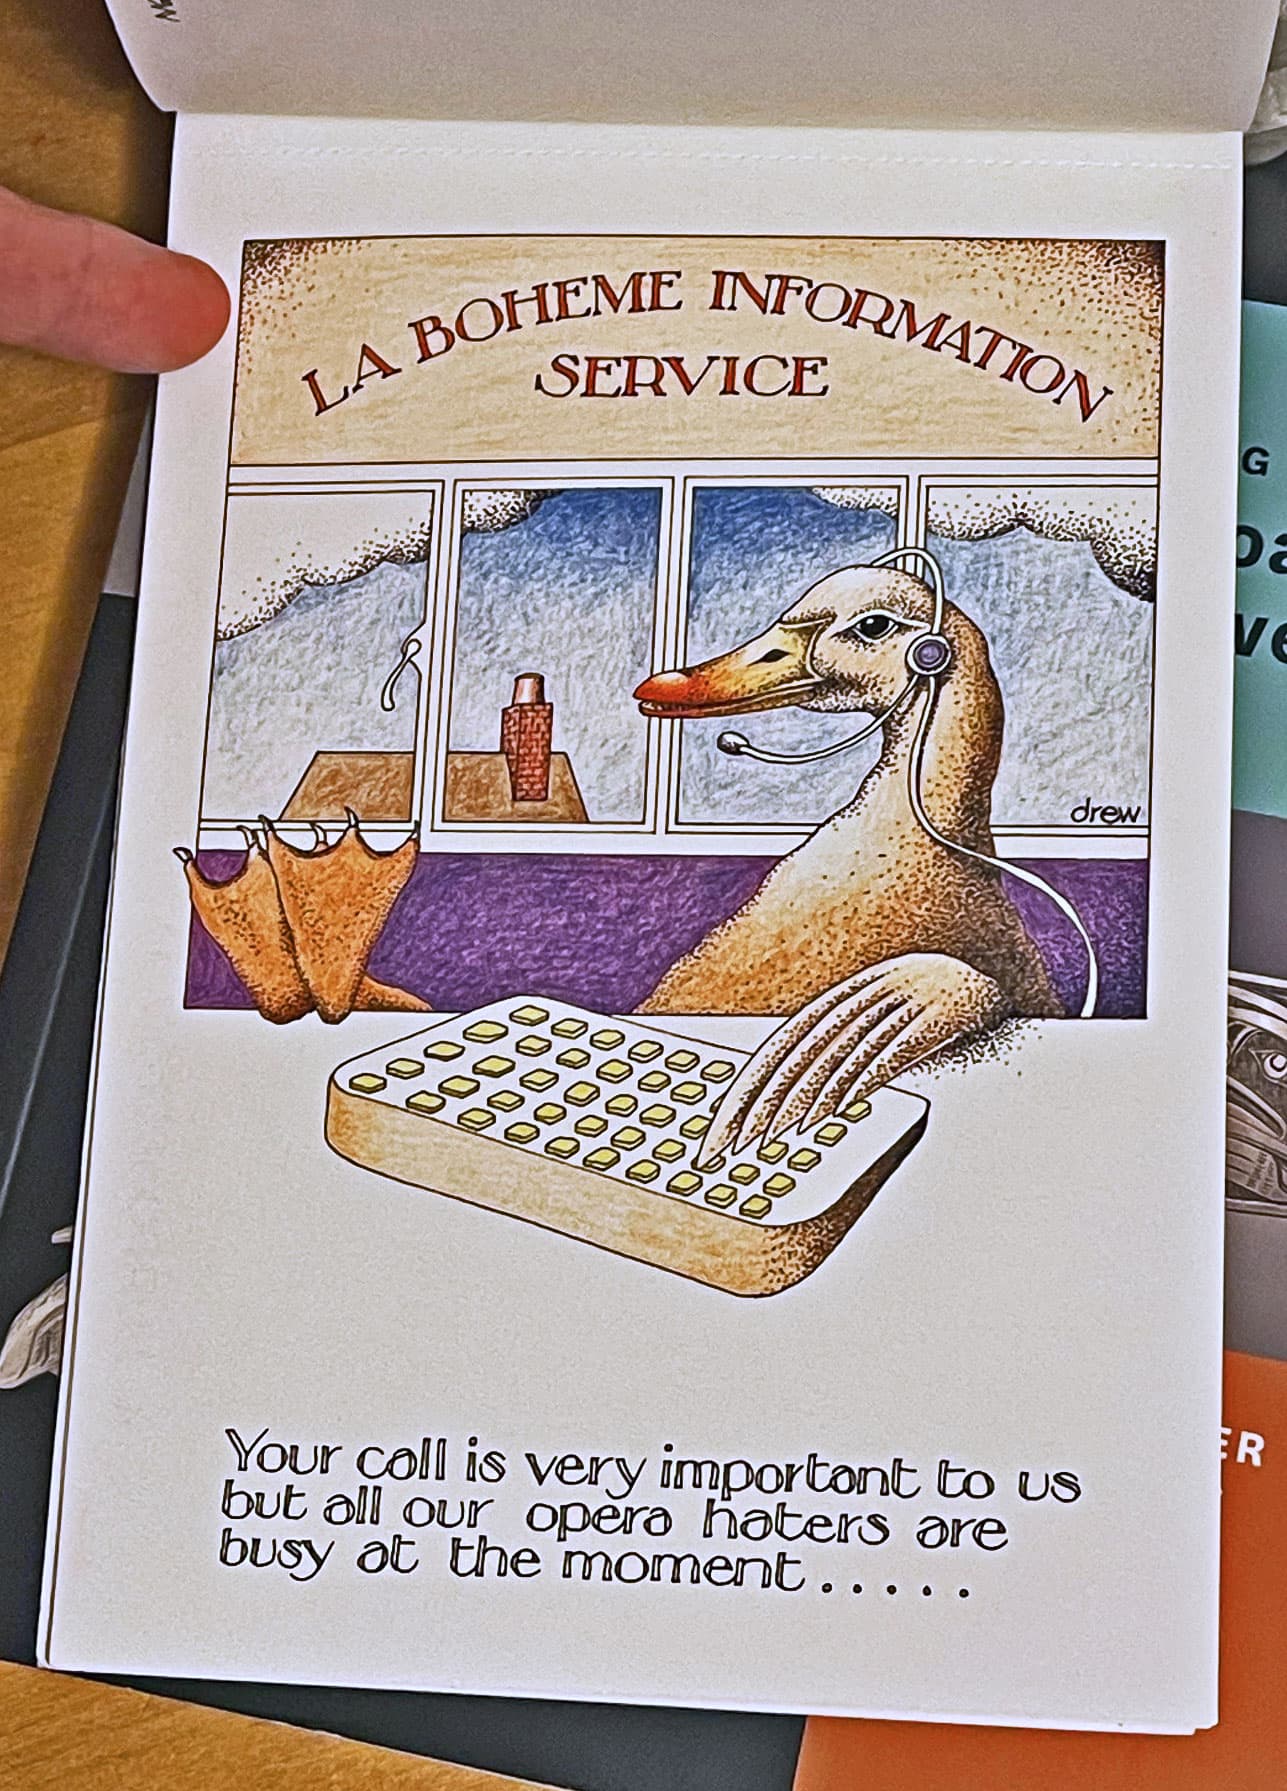 LA BOHEME INFORMATION
SERVICE
drew
Your call is very important to us
but all our opera haters are
busy at the moment.....
G
ER